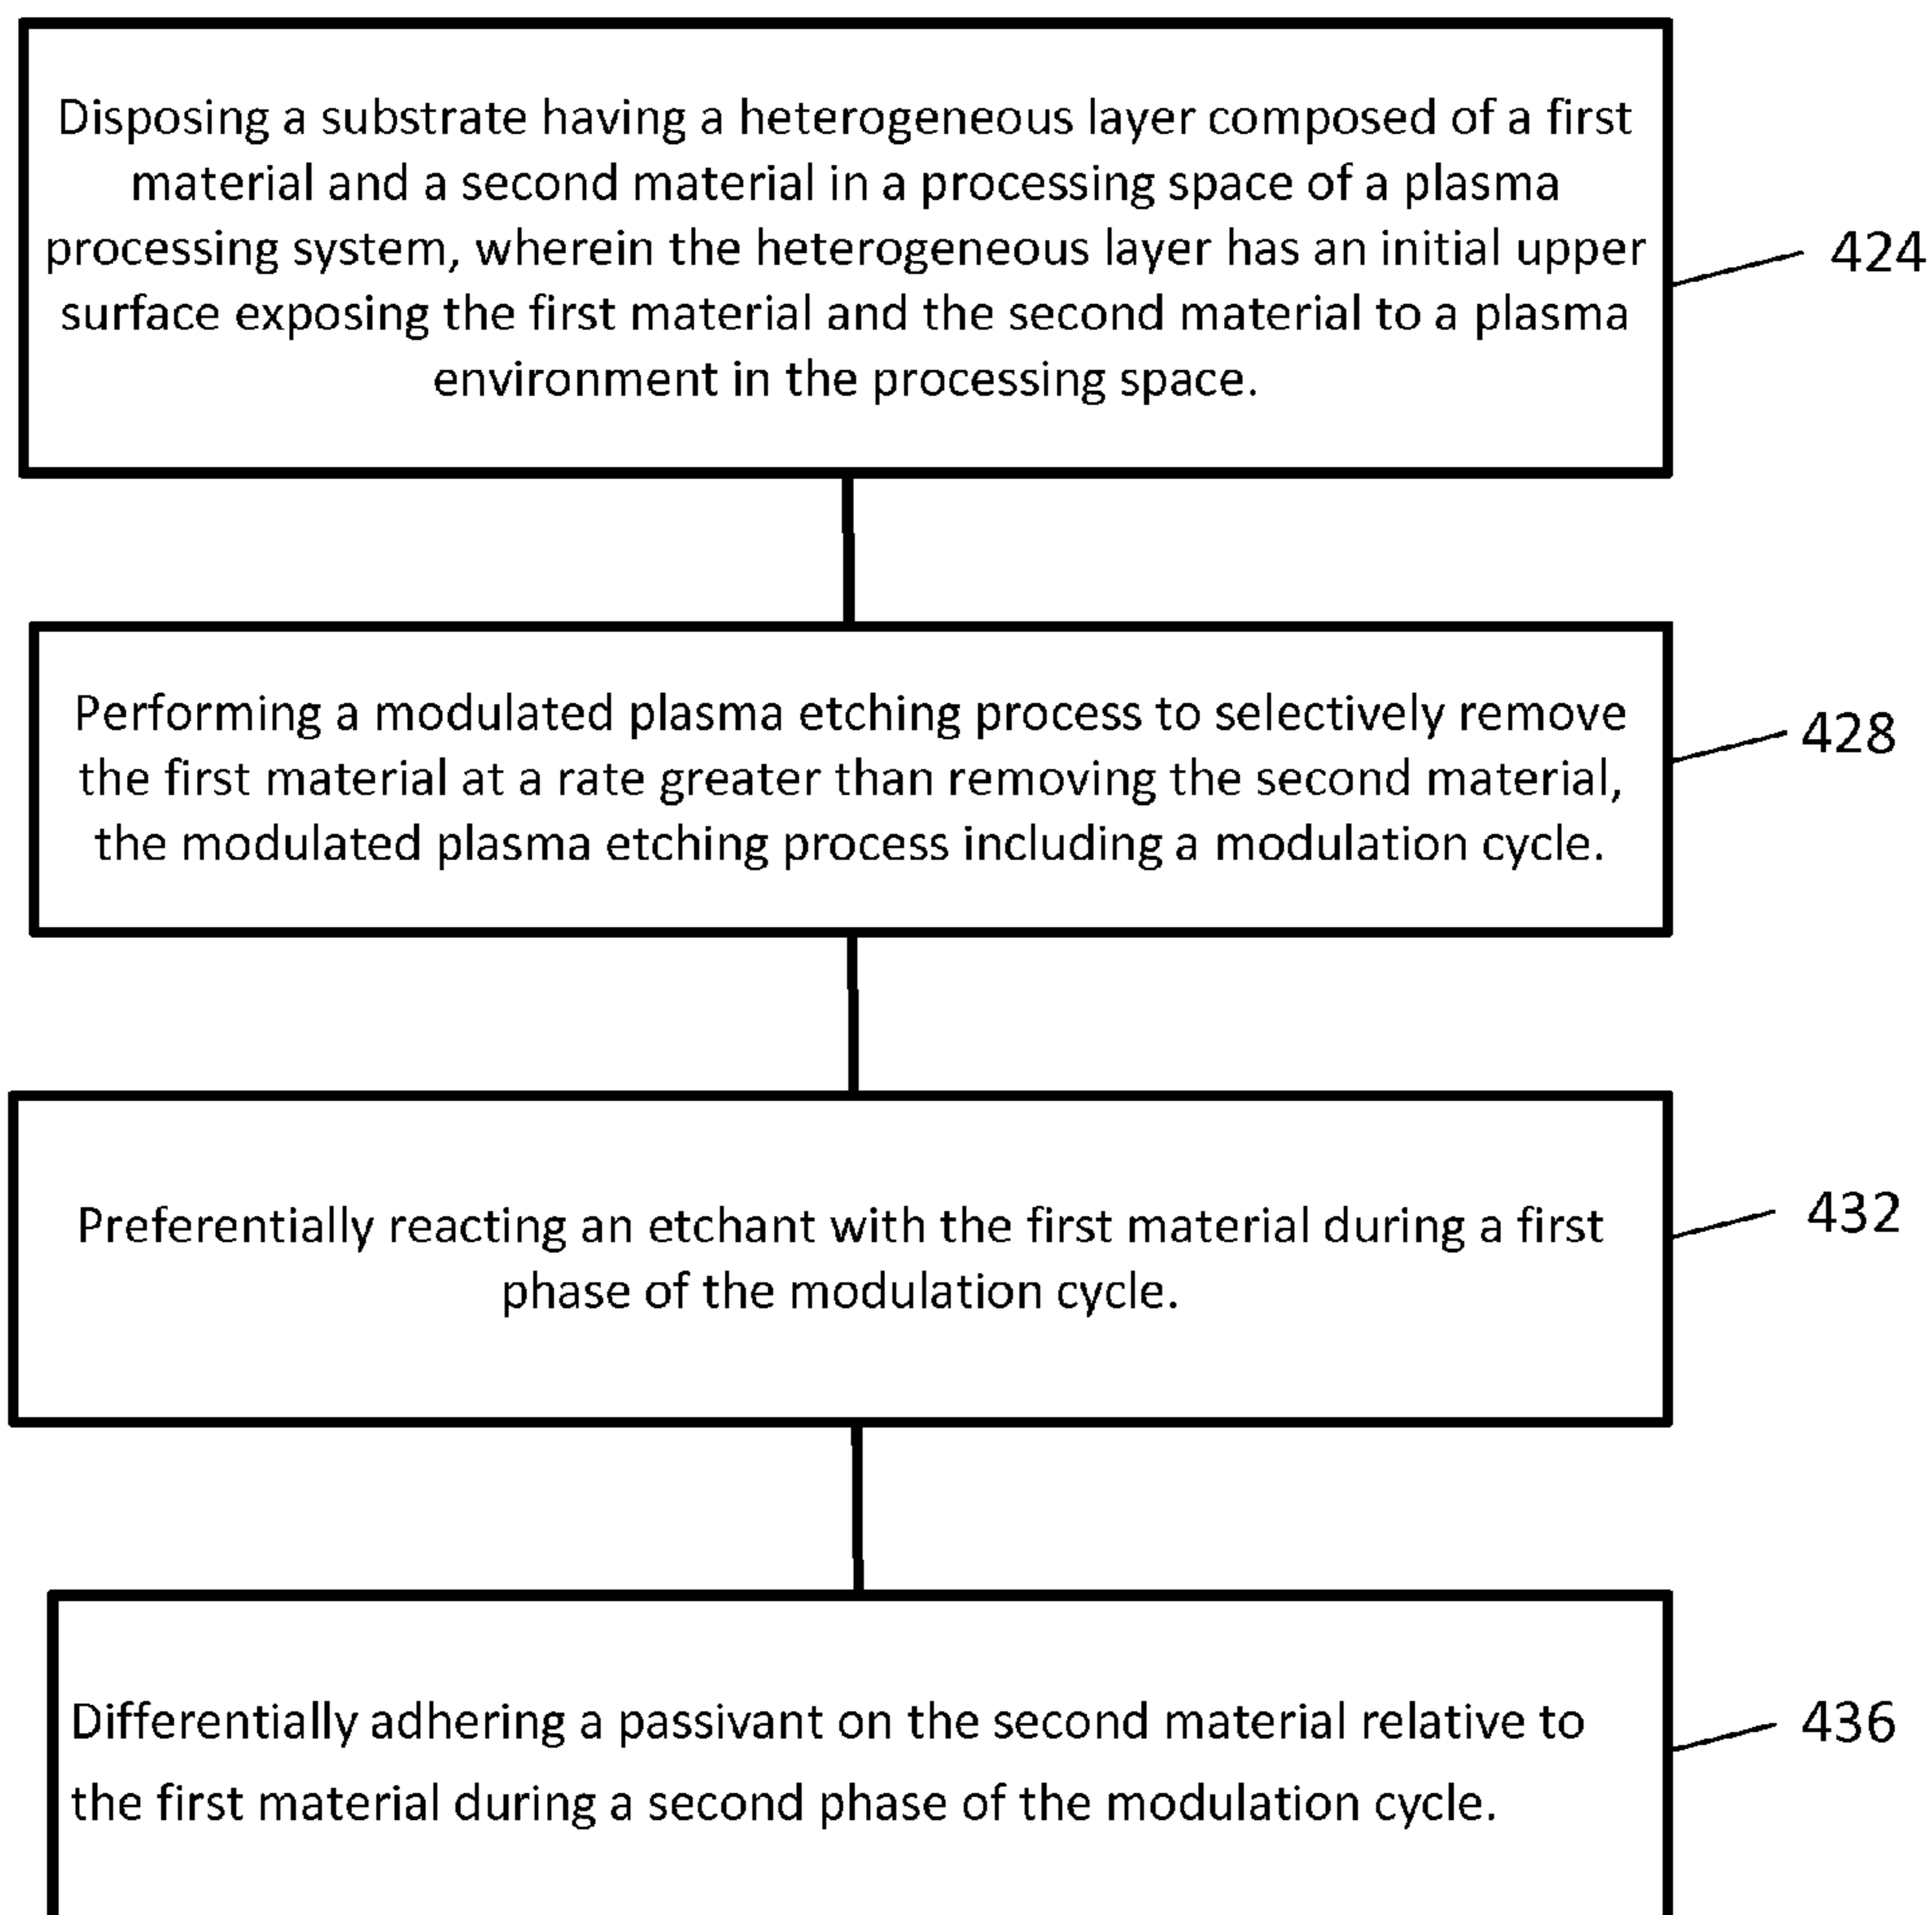 Disposing a substrate having a heterogeneous layer composed of a first
material and a second material in a processing space of a plasma
processing system, wherein the heterogeneous layer has an initial upper
surface exposing the first material and the second material to a plasma
environment in the processing space.
424
Performing a modulated plasma etching process to selectively remove
the first material at a rate greater than removing the second material,
the modulated plasma etching process including a modulation cycle.
428
Preferentially reacting an etchant with the first material during a first
phase of the modulation cycle.
432
Differentially adhering a passivant on the second material relative to
the first material during a second phase of the modulation cycle.
436